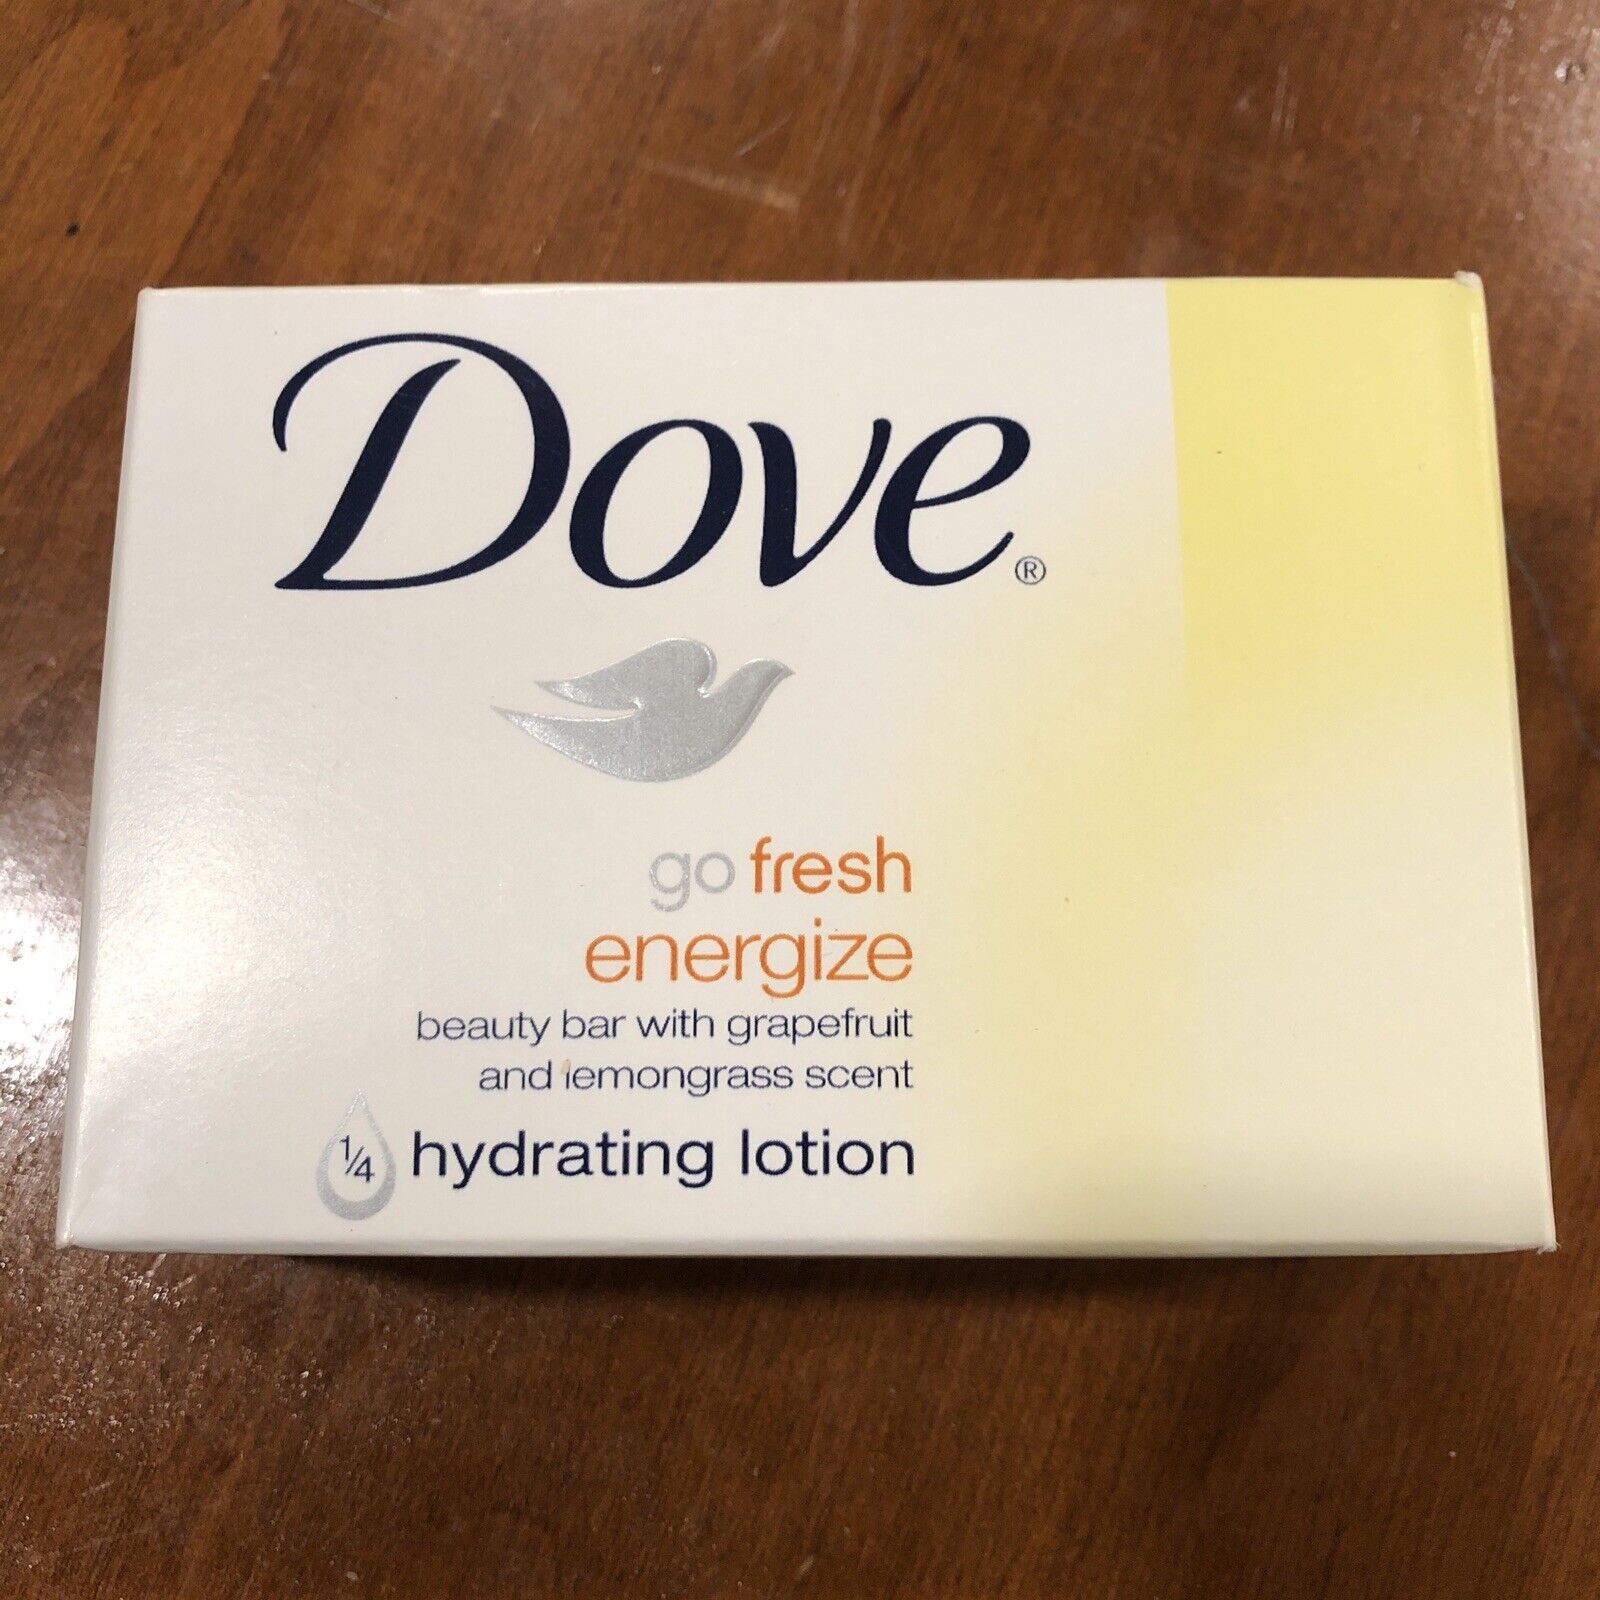 Dove®
go fresh
energize
beauty bar with grapefruit
and lemongrass scent
1/4 hydrating lotion